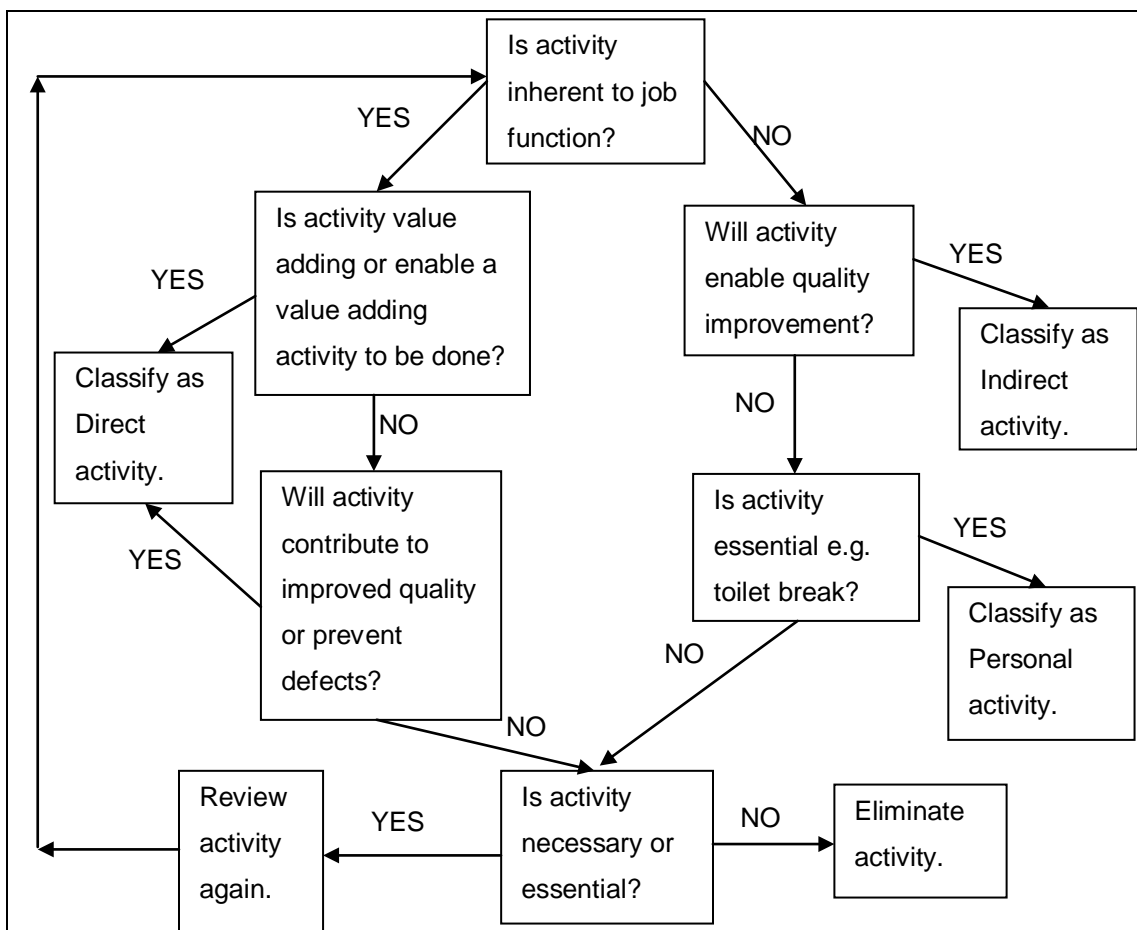 Is activity
inherent to job
function?
YES
NO
Is activity value
adding or enable a
value adding
activity to be done?
Will activity
enable quality
improvement?
YES
YES
Classify as
Direct
activity.
Classify as
Indirect
activity.
NO
NO
Will activity
contribute to
improved quality
or prevent
defects?
Is activity
essential e.g.
toilet break?
YES
YES
Classify as
Personal
activity.
NO
NO
Review
activity
again.
YES
Is activity
necessary or
essential?
NO
Eliminate
activity.